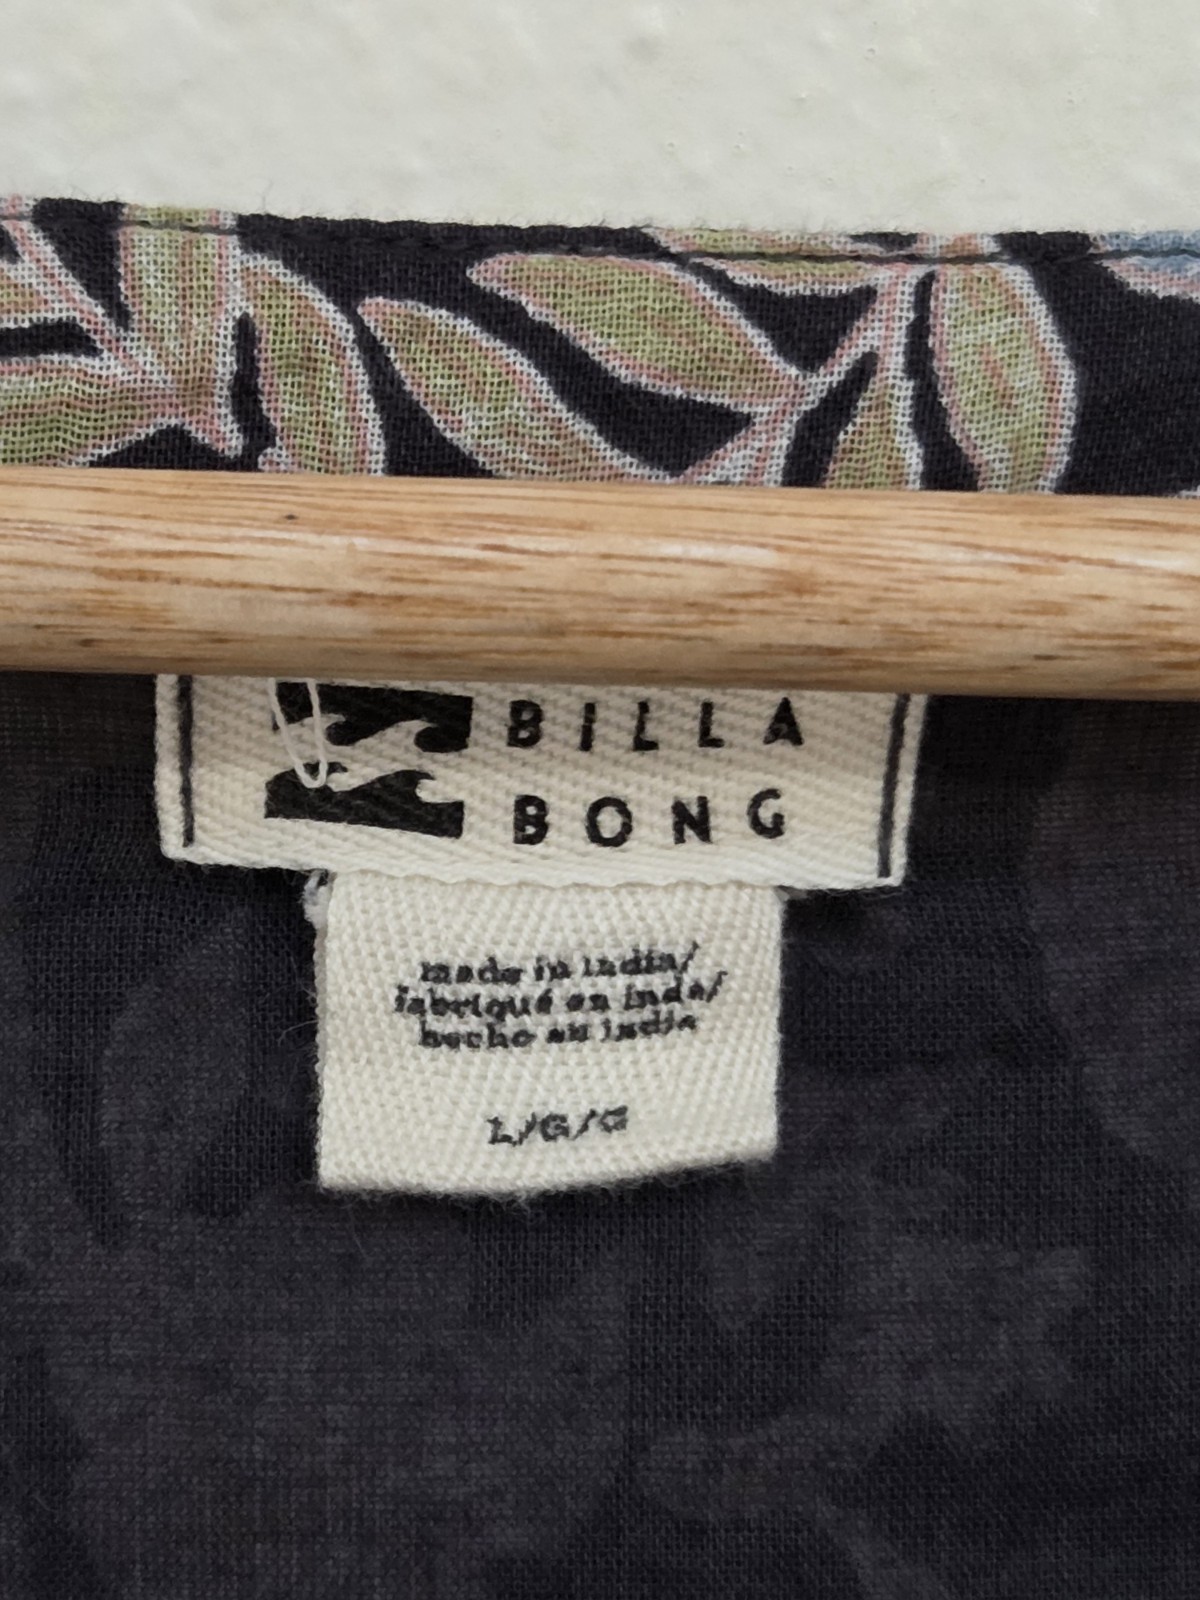 BILLA
BONG
made in india/
fabriqué en inde/
hecho en india
L/G/G